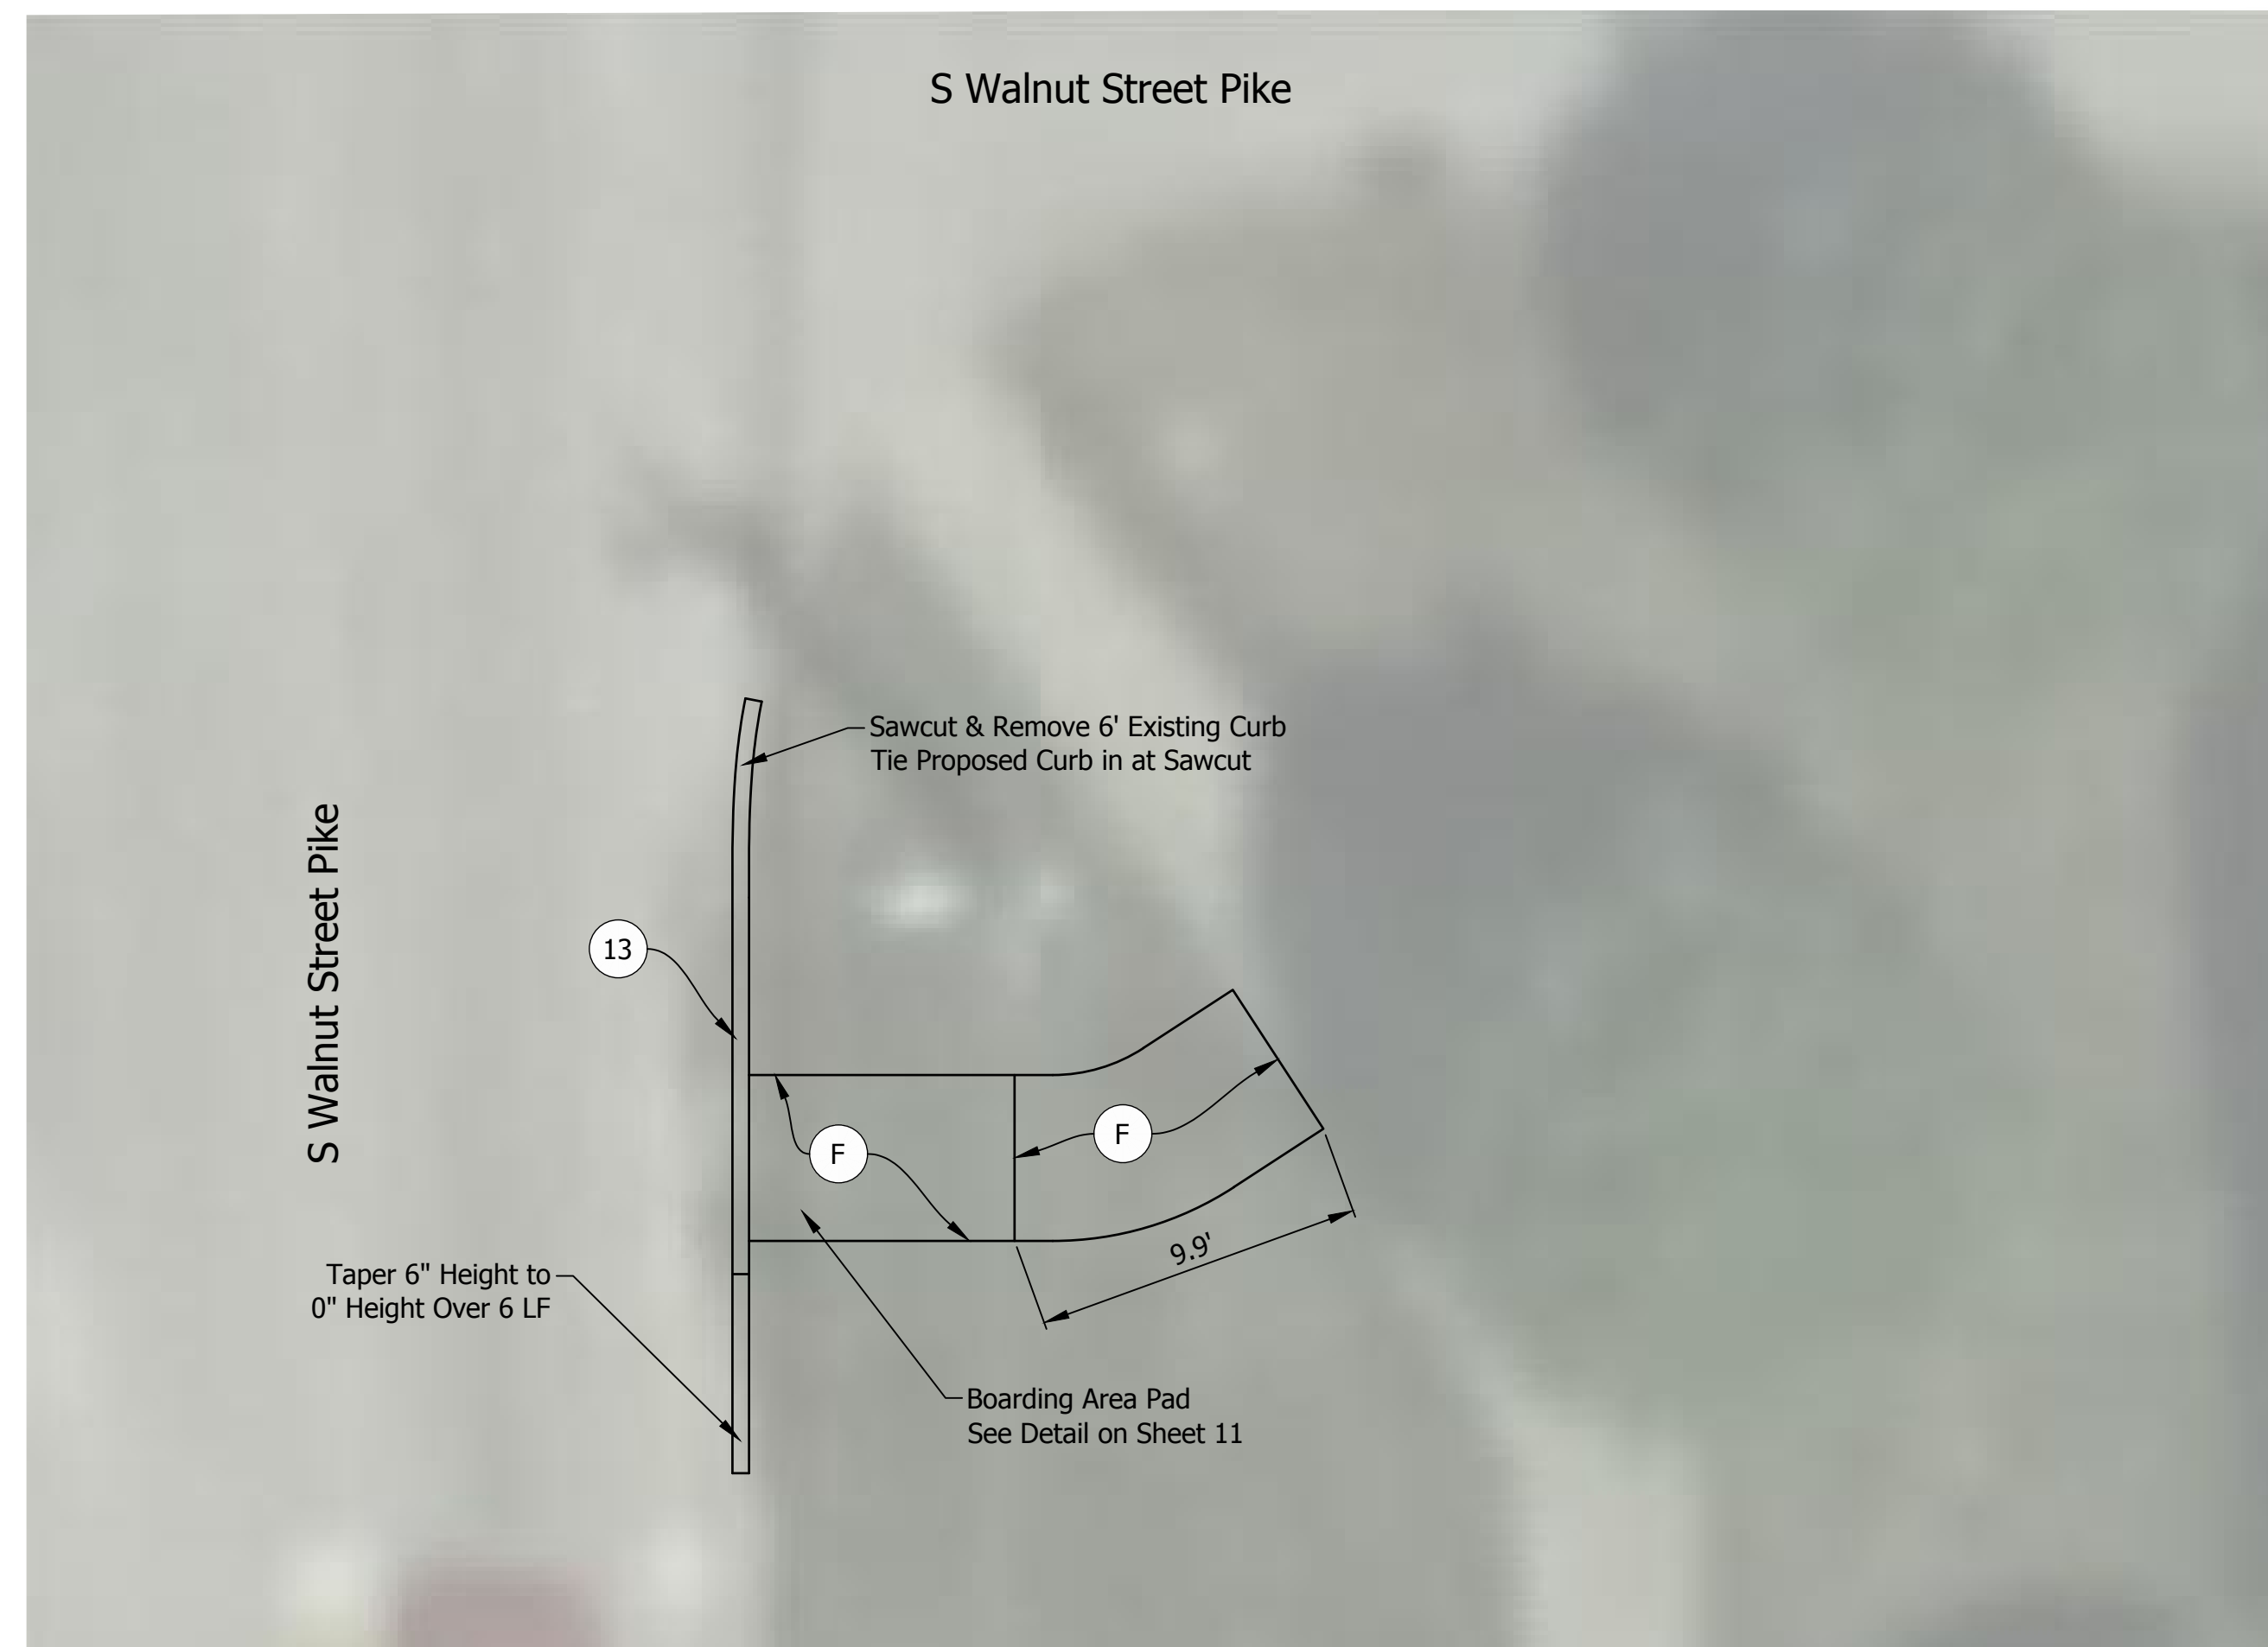 S Walnut Street Pike
Sawcut & Remove 6' Existing Curb
Tie Proposed Curb in at Sawcut
S Walnut Street Pike
13
F
F
9.9'
Taper 6" Height to
0" Height Over 6 LF
Boarding Area Pad
See Detail on Sheet 11